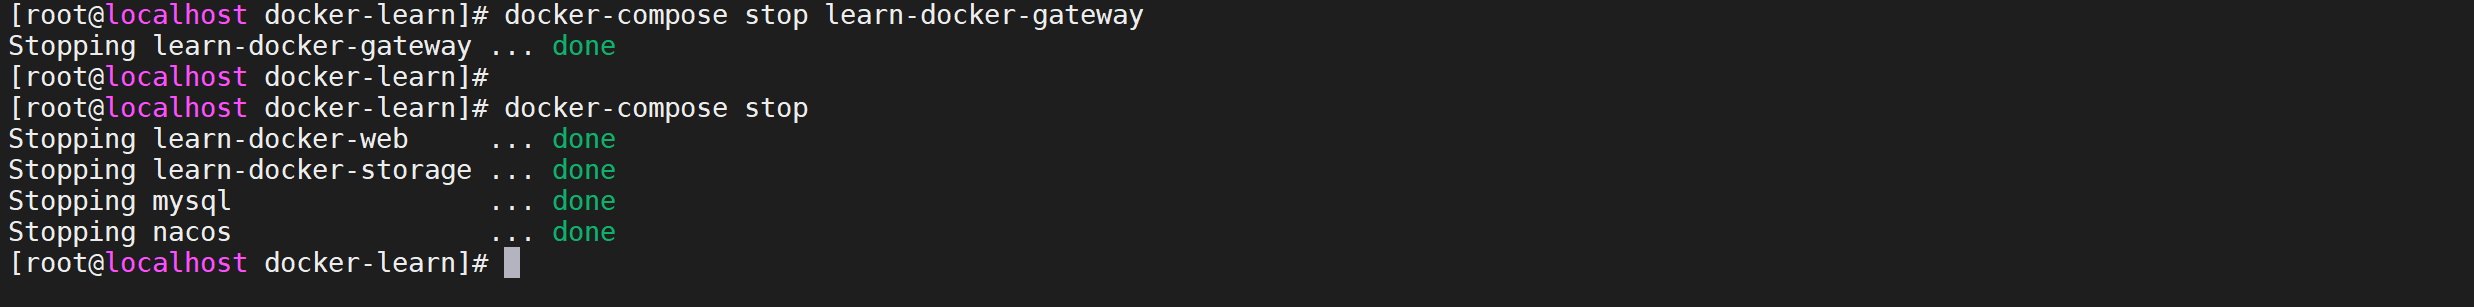 [root@localhost docker-learn]# docker-compose stop learn-docker-gateway
Stopping learn-docker-gateway ... done
[root@localhost docker-learn]#
[root@localhost docker-learn]# docker-compose stop
Stopping learn-docker-web     ... done
Stopping learn-docker-storage ... done
Stopping mysql                ... done
Stopping nacos                ... done
[root@localhost docker-learn]#